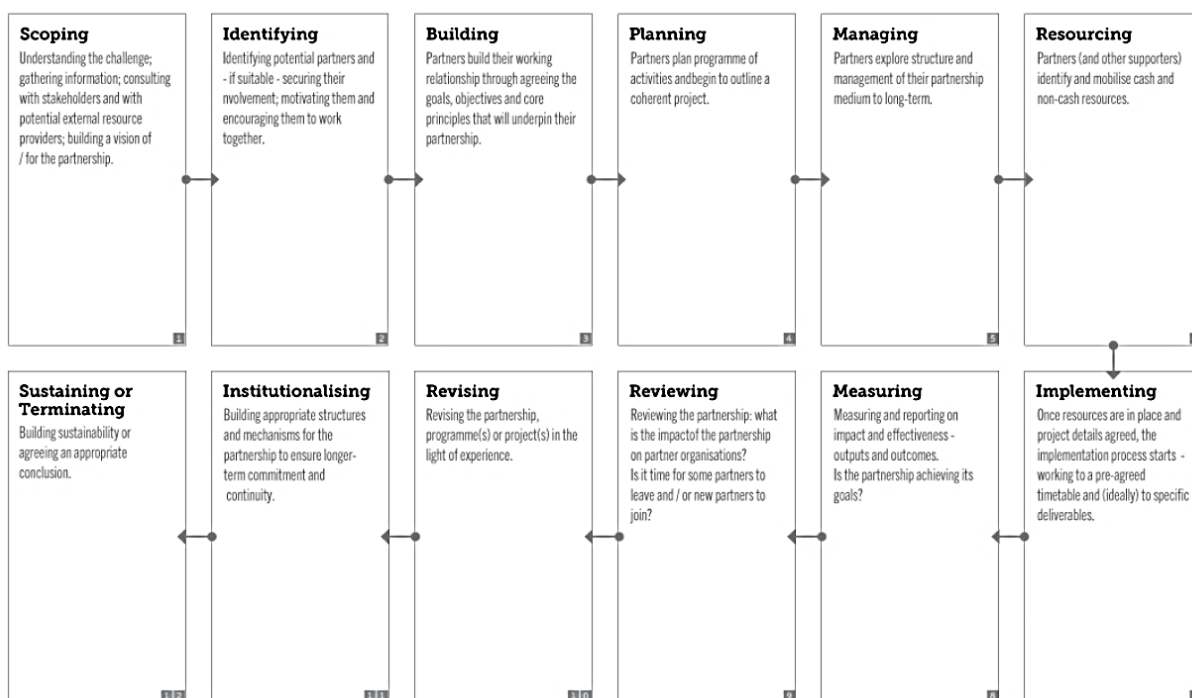 Scoping
Understanding the challenge;
gathering information; consulting
with stakeholders and with
potential external resource
providers; building a vision of
/ for the partnership.
1
Identifying
Identifying potential partners and
- if suitable - securing their
nvolvement; motivating them and
encouraging them to work
together.
2
Building
Partners build their working
relationship through agreeing the
goals, objectives and core
principles that will underpin their
partnership.
3
Planning
Partners plan programme of
activities andbegin to outline a
coherent project.
4
Managing
Partners explore structure and
management of their partnership
medium to long-term.
5
Resourcing
Partners (and other supporters)
identify and mobilise cash and
non-cash resources.
Implementing
Once resources are in place and
project details agreed, the
implementation process starts -
working to a pre-agreed
timetable and (ideally) to specific
deliverables.
Measuring
Measuring and reporting on
impact and effectiveness -
outputs and outcomes.
Is the partnership achieving its
goals?
8
Reviewing
Reviewing the partnership: what
is the impactof the partnership
on partner organisations?
Is it time for some partners to
leave and / or new partners to
join?
9
Revising
Revising the partnership,
programme(s) or project(s) in the
light of experience.
10
Institutionalising
Building appropriate structures
and mechanisms for the
partnership to ensure longer-
term commitment and
continuity.
11
Sustaining or
Terminating
Building sustainability or
agreeing an appropriate
conclusion.
12